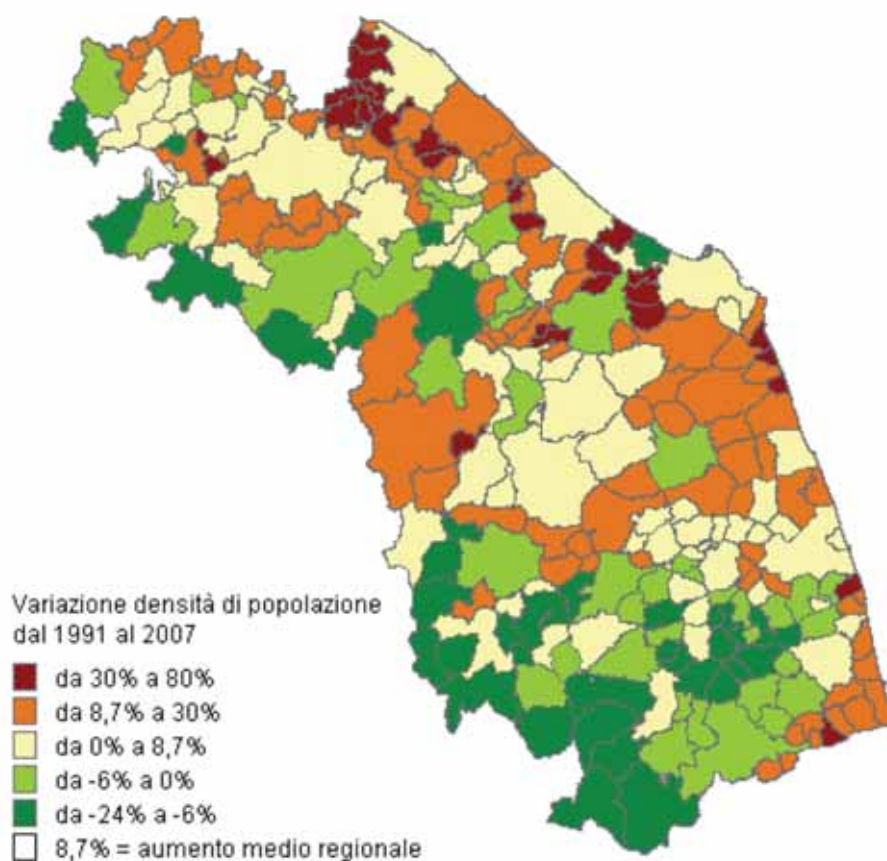 Variazione densità di popolazione
dal 1991 al 2007
da 30% a 80%
da 8,7% a 30%
da 0% a 8,7%
da -6% a 0%
da -24% a -6%
8,7% = aumento medio regionale